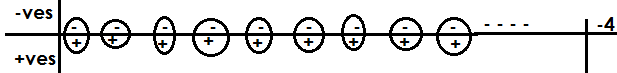 -ves - - - - - - - - - - - - - -4
+ves + + + + + + + + +